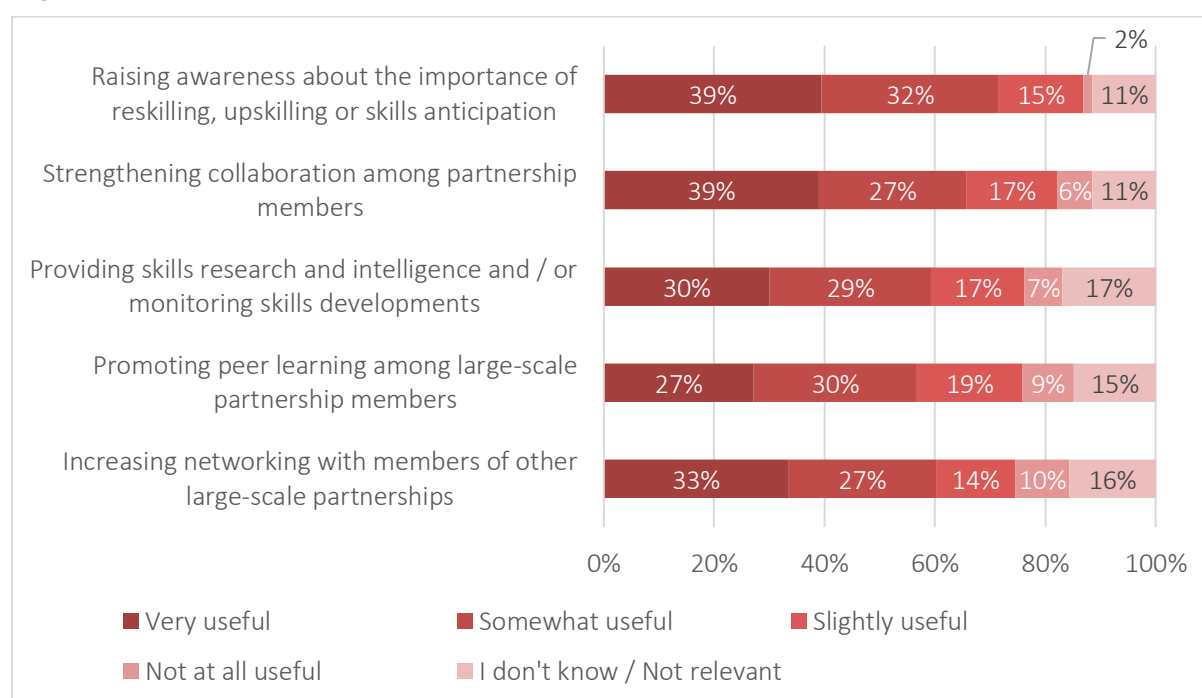 2%
Raising awareness about the importance of
reskilling, upskilling or skills anticipation
39% 32% 15% 11%
Strengthening collaboration among partnership
members
39% 27% 17% 6% 11%
Providing skills research and intelligence and / or
monitoring skills developments
30% 29% 17% 7% 17%
Promoting peer learning among large-scale
partnership members
27% 30% 19% 9% 15%
Increasing networking with members of other
large-scale partnerships
33% 27% 14% 10% 16%
0% 20% 40% 60% 80% 100%
Very useful Somewhat useful Slightly useful
Not at all useful I don't know / Not relevant